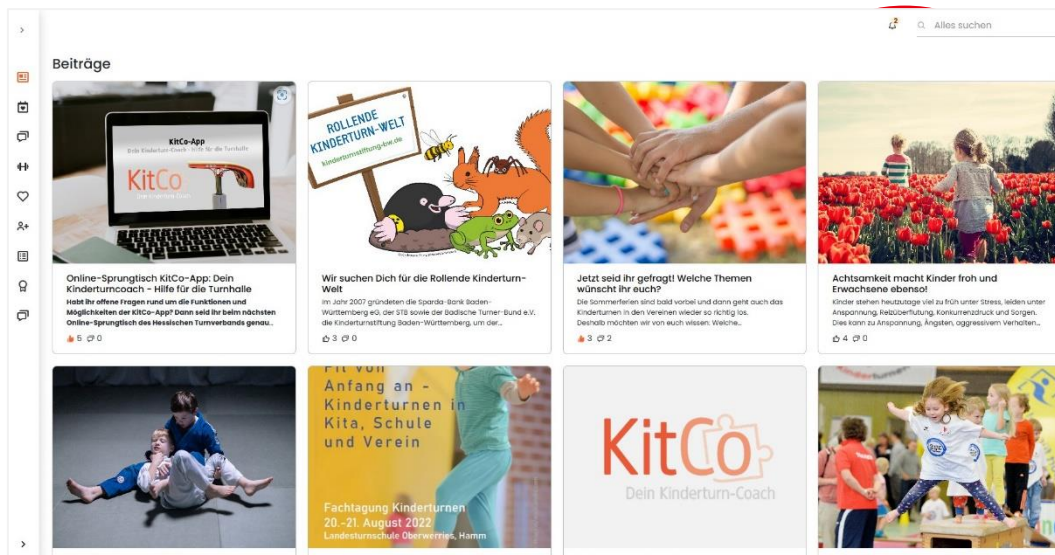 2
Alles suchen
Beiträge
KitCo-App
Dein Kinderturn-Coach - Hilfe für die Turnhalle
KitCo
Dein Kinderturn-Coach
ROLLENDE
KINDERTURN-WELT
kinderturnstiftung-bw.de
Online-Sprungtisch KitCo-App: Dein
Kinderturncoach - Hilfe für die Turnhalle
Habt ihr offene Fragen rund um die Funktionen und
Möglichkeiten der KitCo-App? Dann seid ihr beim nächsten
Online-Sprungtisch des Hessischen Turnverbands genau...
5 0
Wir suchen Dich für die Rollende Kinderturn-
Welt
Im Jahr 2007 gründeten die Sparda-Bank Baden-
Württemberg eG, der STB sowie der Badische Turner-Bund e.V.
die Kinderturnstiftung Baden-Württemberg, um der...
3 0
Jetzt seid ihr gefragt! Welche Themen
wünscht ihr euch?
Die Sommerferien sind bald vorbei und dann geht auch das
Kinderturnen in den Vereinen wieder so richtig los.
Deshalb möchten wir von euch wissen: Welche...
3 2
Achtsamkeit macht Kinder froh und
Erwachsene ebenso!
Kinder stehen heutzutage viel zu früh unter Stress, leiden unter
Anspannung, Reizüberflutung, Konkurrenzdruck und Sorgen.
Dies kann zu Anspannung, Ängsten, aggressivem Verhalten...
4 0
Fit von
Anfang an -
Kinderturnen in
Kita, Schule
und Verein
Fachtagung Kinderturnen
20.-21. August 2022
Landesturnschule Oberwerries, Hamm
KitCo
Dein Kinderturn-Coach